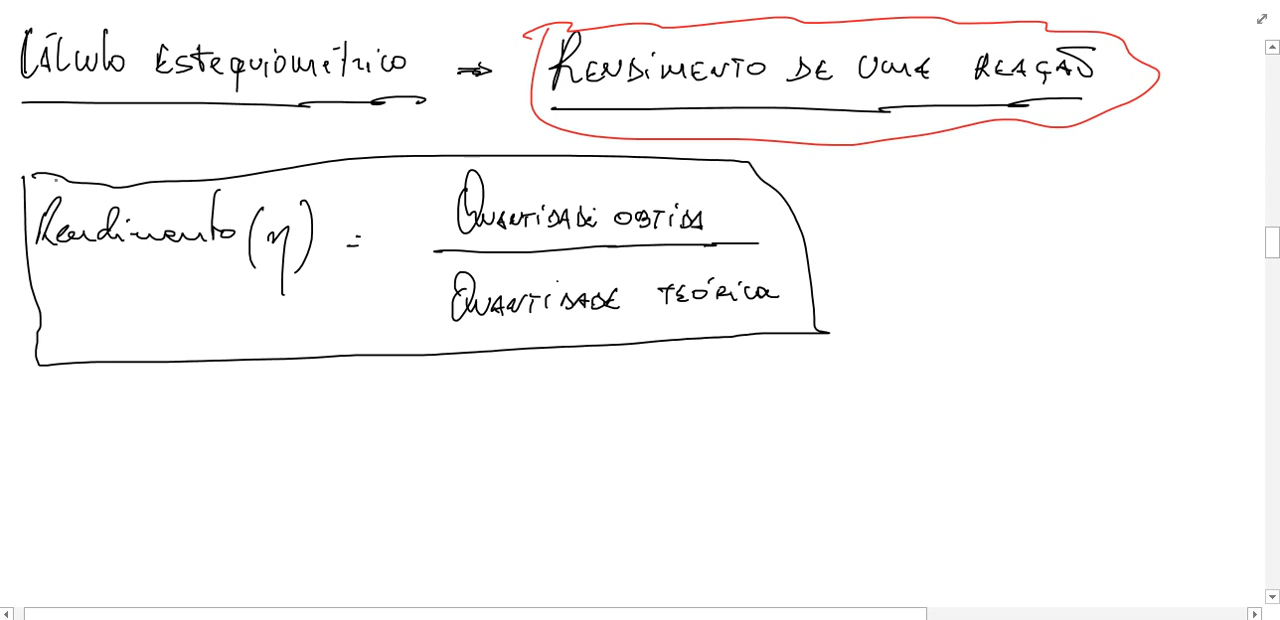 Cálculo Estequiométrico ⇒ RENDIMENTO DE UMA REAÇÃO
Rendimento (η) = QUANTIDADE OBTIDA
QUANTIDADE TEÓRICA